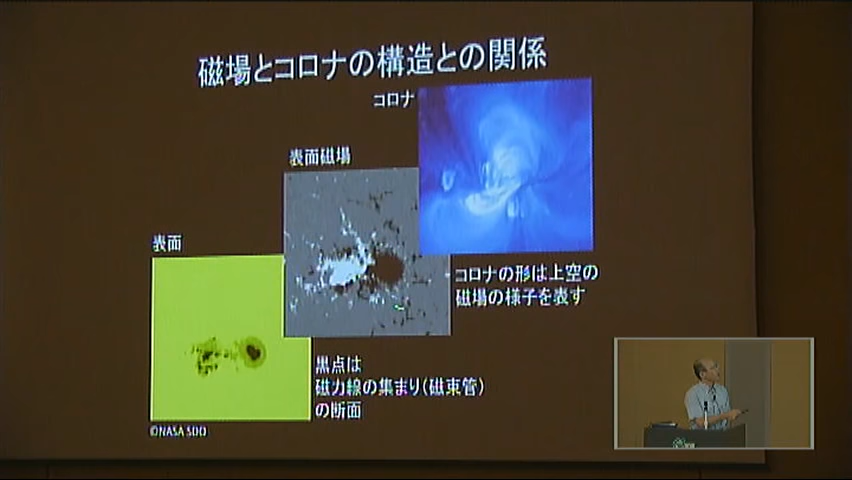 磁場とコロナの構造との関係
コロナ
表面磁場
表面
コロナの形は上空の
磁場の様子を表す
黒点は
磁力線の集まり(磁束管)
の断面
©NASA SDO